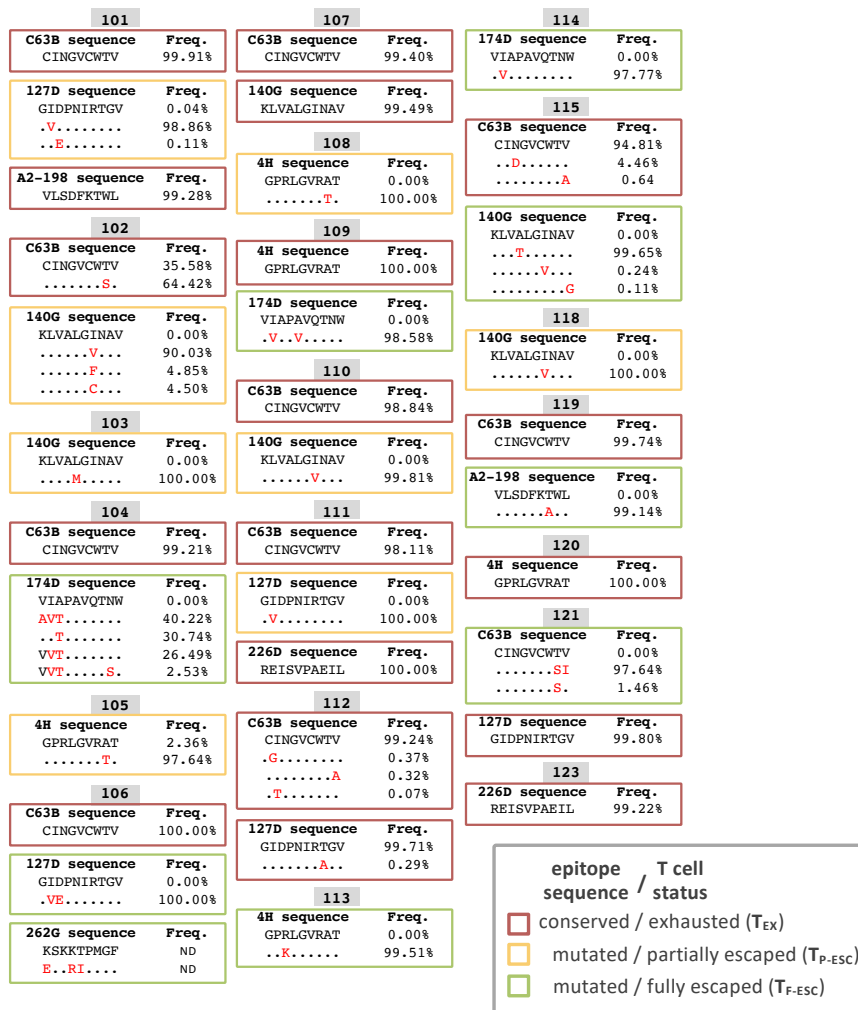 101
C63B sequence Freq.
CINGVCWTV 99.91%
127D sequence Freq.
GIDPNIRTGV 0.04%
.V........ 98.86%
..E....... 0.11%
A2-198 sequence Freq.
VLSDFKTWL 99.28%
102
C63B sequence Freq.
CINGVCWTV 35.58%
.......S. 64.42%
140G sequence Freq.
KLVALGINAV 0.00%
......V... 90.03%
......F... 4.85%
......C... 4.50%
103
140G sequence Freq.
KLVALGINAV 0.00%
....M..... 100.00%
104
C63B sequence Freq.
CINGVCWTV 99.21%
174D sequence Freq.
VIAPAVQTNW 0.00%
AVT....... 40.22%
..T....... 30.74%
VVT....... 26.49%
VVT.....S. 2.53%
105
4H sequence Freq.
GPRLGVRAT 2.36%
.......T. 97.64%
106
C63B sequence Freq.
CINGVCWTV 100.00%
127D sequence Freq.
GIDPNIRTGV 0.00%
.VE....... 100.00%
262G sequence Freq.
KSKKTPMGF ND
E..RI.... ND
107
C63B sequence Freq.
CINGVCWTV 99.40%
140G sequence Freq.
KLVALGINAV 99.49%
108
4H sequence Freq.
GPRLGVRAT 0.00%
.......T. 100.00%
109
4H sequence Freq.
GPRLGVRAT 100.00%
174D sequence Freq.
VIAPAVQTNW 0.00%
.V..V..... 98.58%
110
C63B sequence Freq.
CINGVCWTV 98.84%
140G sequence Freq.
KLVALGINAV 0.00%
......V... 99.81%
111
C63B sequence Freq.
CINGVCWTV 98.11%
127D sequence Freq.
GIDPNIRTGV 0.00%
.V........ 100.00%
226D sequence Freq.
REISVPAEIL 100.00%
112
C63B sequence Freq.
CINGVCWTV 99.24%
.G........ 0.37%
........A 0.32%
.T....... 0.07%
127D sequence Freq.
GIDPNIRTGV 99.71%
.......A.. 0.29%
113
4H sequence Freq.
GPRLGVRAT 0.00%
..K...... 99.51%
114
174D sequence Freq.
VIAPAVQTNW 0.00%
.V........ 97.77%
115
C63B sequence Freq.
CINGVCWTV 94.81%
..D...... 4.46%
........A 0.64
140G sequence Freq.
KLVALGINAV 0.00%
...T...... 99.65%
......V... 0.24%
.........G 0.11%
118
140G sequence Freq.
KLVALGINAV 0.00%
......V... 100.00%
119
C63B sequence Freq.
CINGVCWTV 99.74%
A2-198 sequence Freq.
VLSDFKTWL 0.00%
......A.. 99.14%
120
4H sequence Freq.
GPRLGVRAT 100.00%
121
C63B sequence Freq.
CINGVCWTV 0.00%
.......SI 97.64%
.......S. 1.46%
127D sequence Freq.
GIDPNIRTGV 99.80%
123
226D sequence Freq.
REISVPAEIL 99.22%
epitope sequence / T cell status
conserved / exhausted (TEX)
mutated / partially escaped (TP-ESC)
mutated / fully escaped (TF-ESC)